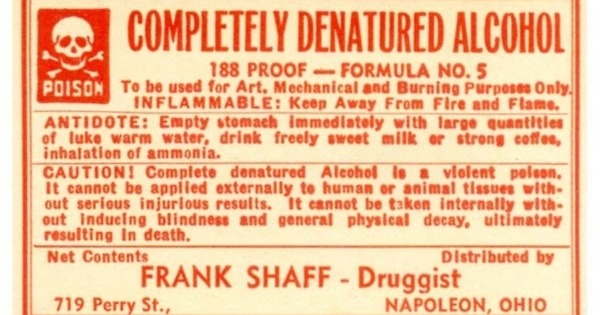 COMPLETELY DENATURED ALCOHOL
POISON
188 PROOF — FORMULA NO. 5
To be used for Art, Mechanical and Burning Purposes Only.
INFLAMMABLE: Keep Away From Fire and Flame.
ANTIDOTE: Empty stomach immediately with large quantities
of luke warm water, drink freely sweet milk or strong coffee,
inhalation of ammonia.
CAUTION! Complete denatured Alcohol is a violent poison.
It cannot be applied externally to human or animal tissues with-
out serious injurious results. It cannot be taken internally with-
out inducing blindness and general physical decay, ultimately
resulting in death.
Net Contents Distributed by
FRANK SHAFF - Druggist
719 Perry St., NAPOLEON, OHIO